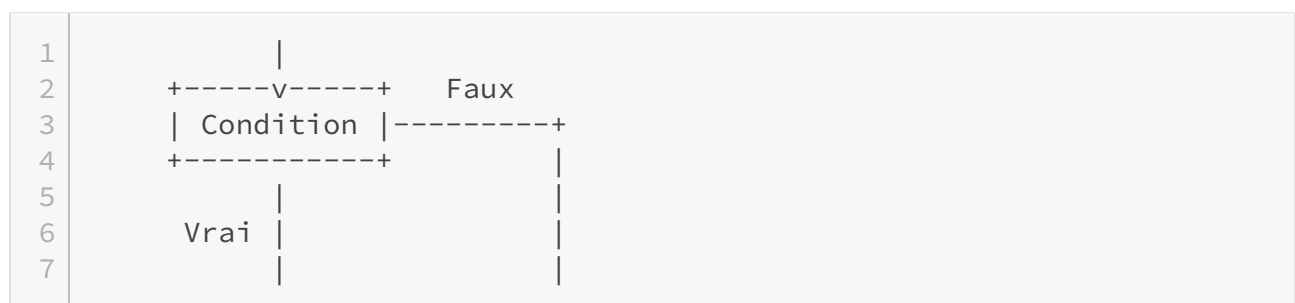 1             |
2      +-----v-----+   Faux
3      | Condition |---------+
4      +-----------+         |
5            |                |
6       Vrai |                |
7            |                |